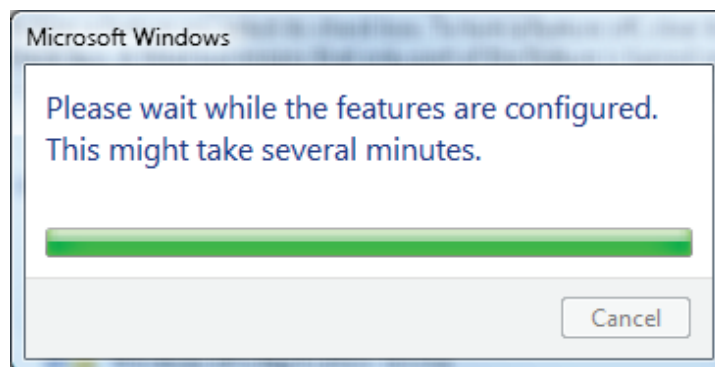 Microsoft Windows
Please wait while the features are configured.
This might take several minutes.
Cancel